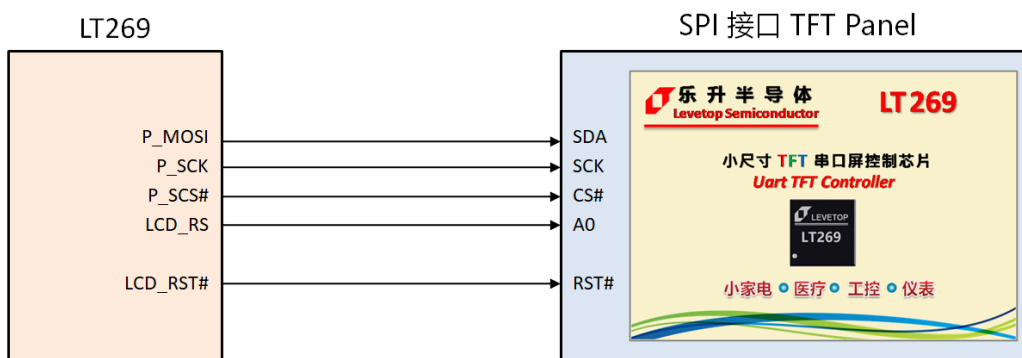 LT269
SPI 接口 TFT Panel
P_MOSI
P_SCK
P_SCS#
LCD_RS
LCD_RST#
SDA
SCK
CS#
A0
RST#
乐升半导体
Levetop Semiconductor
LT269
小尺寸 TFT 串口屏控制芯片
Uart TFT Controller
LEVETOP
LT269
小家电 医疗 工控 仪表